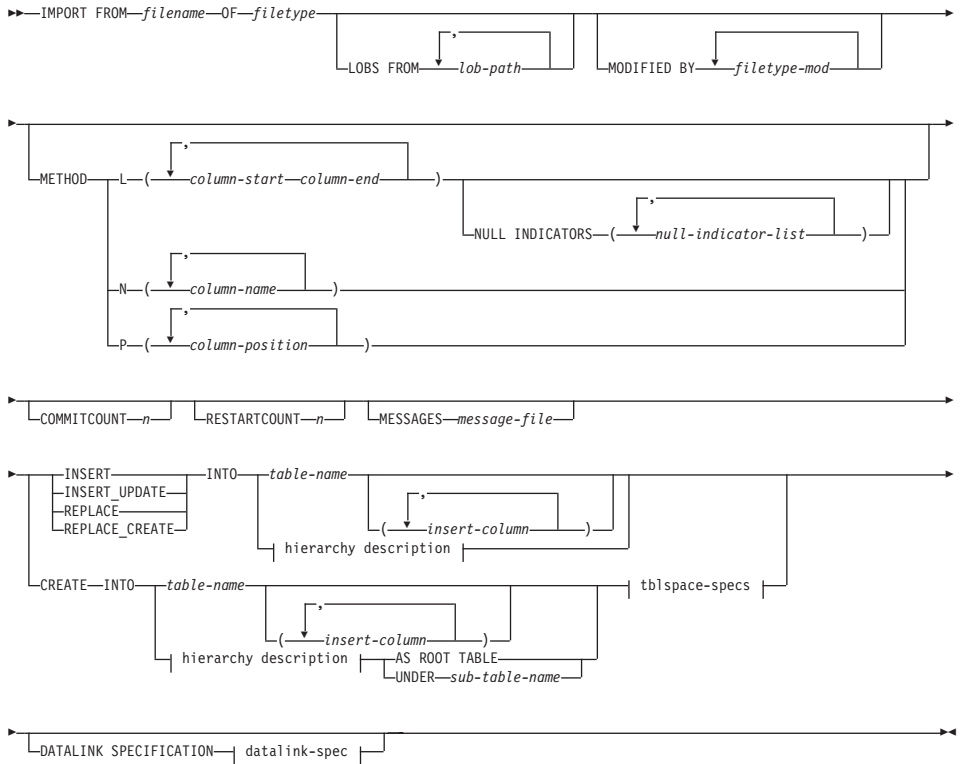 IMPORT FROM filename OF filetype
,
LOBS FROM lob-path
,
MODIFIED BY filetype-mod
METHOD L ( column-start column-end )
,
NULL INDICATORS ( null-indicator-list )
,
N ( column-name )
,
P ( column-position )
,
COMMITCOUNT n RESTARTCOUNT n MESSAGES message-file
INSERT INTO table-name
INSERT_UPDATE
REPLACE
REPLACE_CREATE
,
( insert-column )
hierarchy description
CREATE INTO table-name tblspace-specs
,
( insert-column )
hierarchy description AS ROOT TABLE
UNDER sub-table-name
DATALINK SPECIFICATION datalink-spec